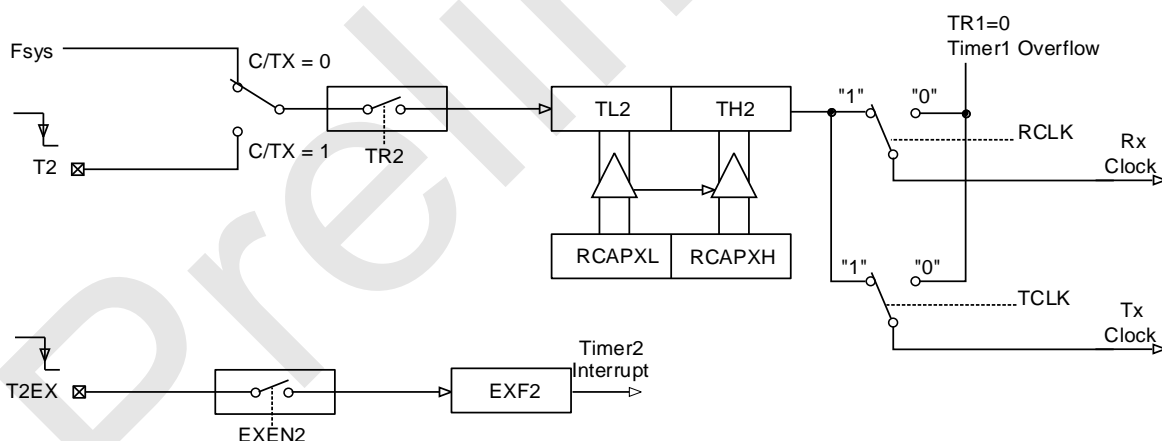 TR1=0
Timer1 Overflow
Fsys
C/TX = 0
TL2
TH2
"1"
"0"
RCLK
T2
C/TX = 1
TR2
Rx
Clock
RCAPXL
RCAPXH
"1"
"0"
TCLK
Tx
Clock
Timer2
Interrupt
T2EX
EXF2
EXEN2